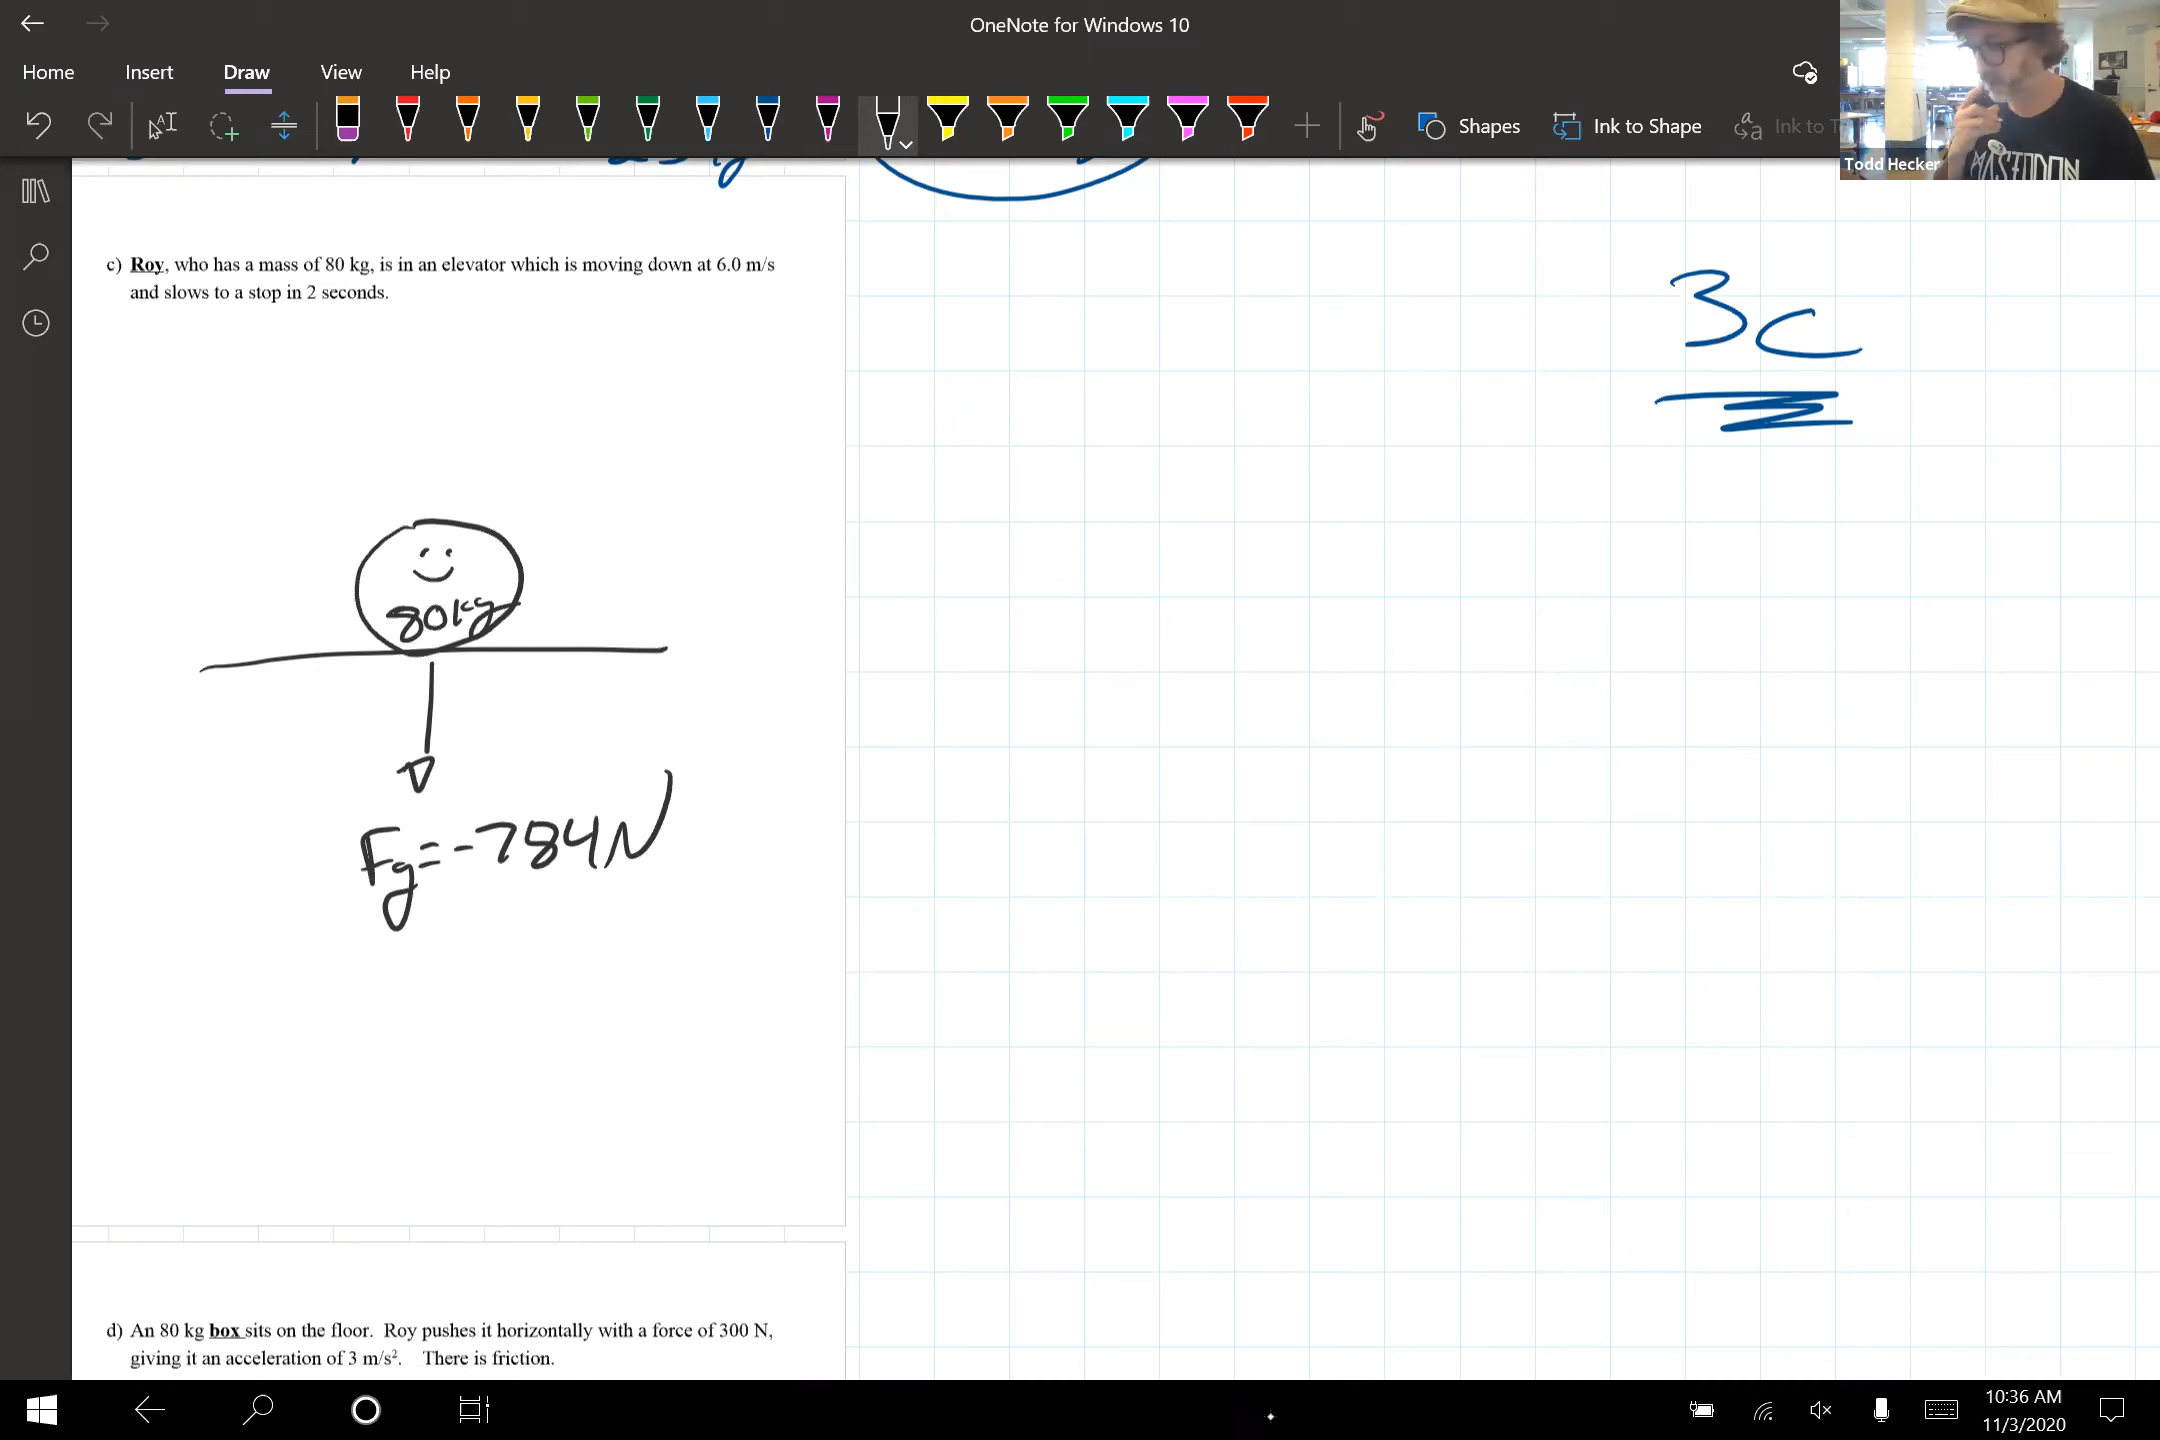 OneNote for Windows 10
Home Insert Draw View Help
Shapes Ink to Shape Ink to T
MASTODON
Todd Hecker
c) Roy, who has a mass of 80 kg, is in an elevator which is moving down at 6.0 m/s
and slows to a stop in 2 seconds.
3c
80kg
Fg=-784N
d) An 80 kg box sits on the floor. Roy pushes it horizontally with a force of 300 N,
giving it an acceleration of 3 m/s². There is friction.
10:36 AM
11/3/2020